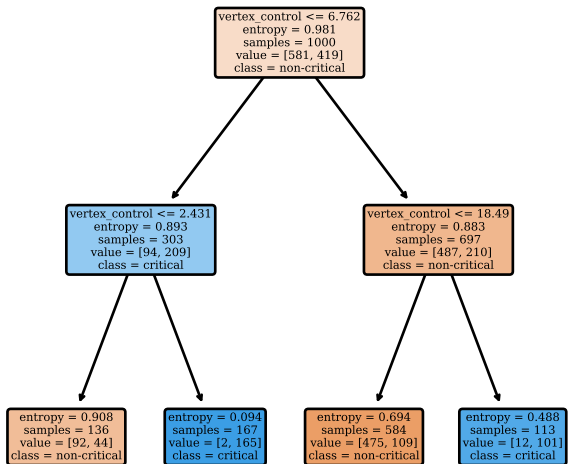 vertex_control <= 6.762
entropy = 0.981
samples = 1000
value = [581, 419]
class = non-critical
vertex_control <= 2.431
entropy = 0.893
samples = 303
value = [94, 209]
class = critical
vertex_control <= 18.49
entropy = 0.883
samples = 697
value = [487, 210]
class = non-critical
entropy = 0.908
samples = 136
value = [92, 44]
class = non-critical
entropy = 0.094
samples = 167
value = [2, 165]
class = critical
entropy = 0.694
samples = 584
value = [475, 109]
class = non-critical
entropy = 0.488
samples = 113
value = [12, 101]
class = critical